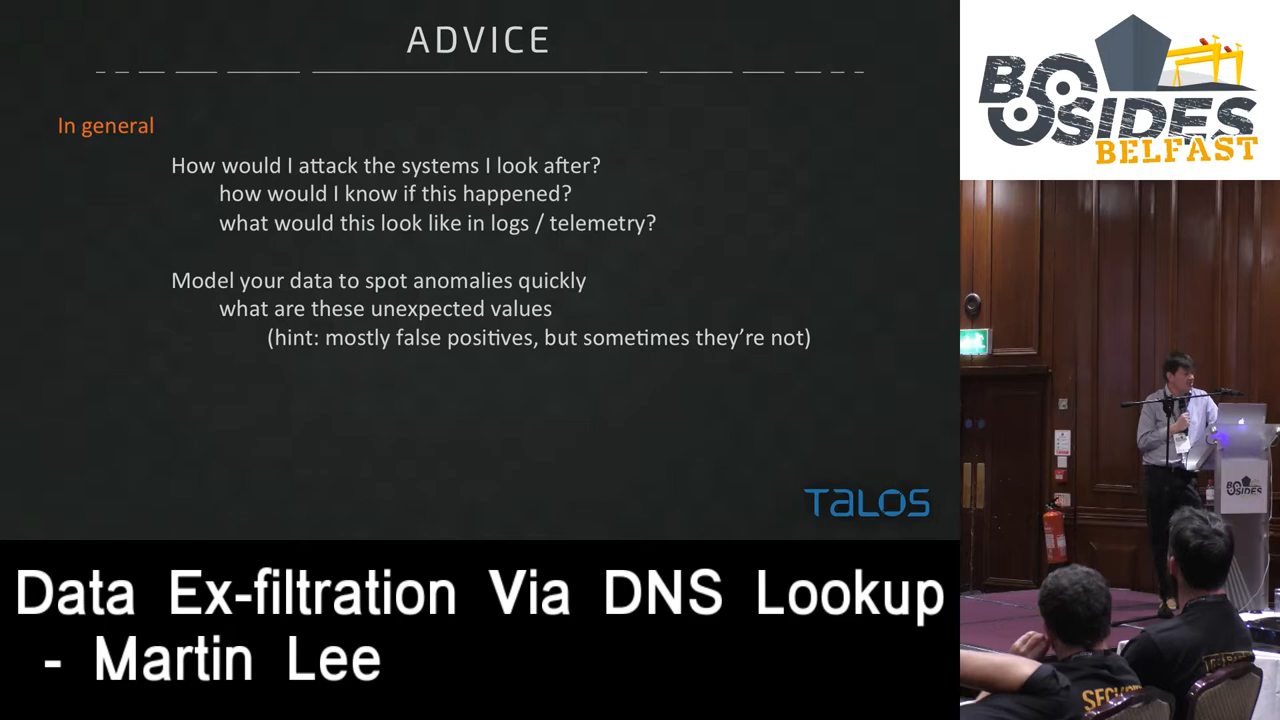 ADVICE
In general
How would I attack the systems I look after?
how would I know if this happened?
what would this look like in logs / telemetry?
Model your data to spot anomalies quickly
what are these unexpected values
(hint: mostly false positives, but sometimes they're not)
TALOS
Data Ex-filtration Via DNS Lookup
- Martin Lee
BSIDES
BELFAST
BSIDES